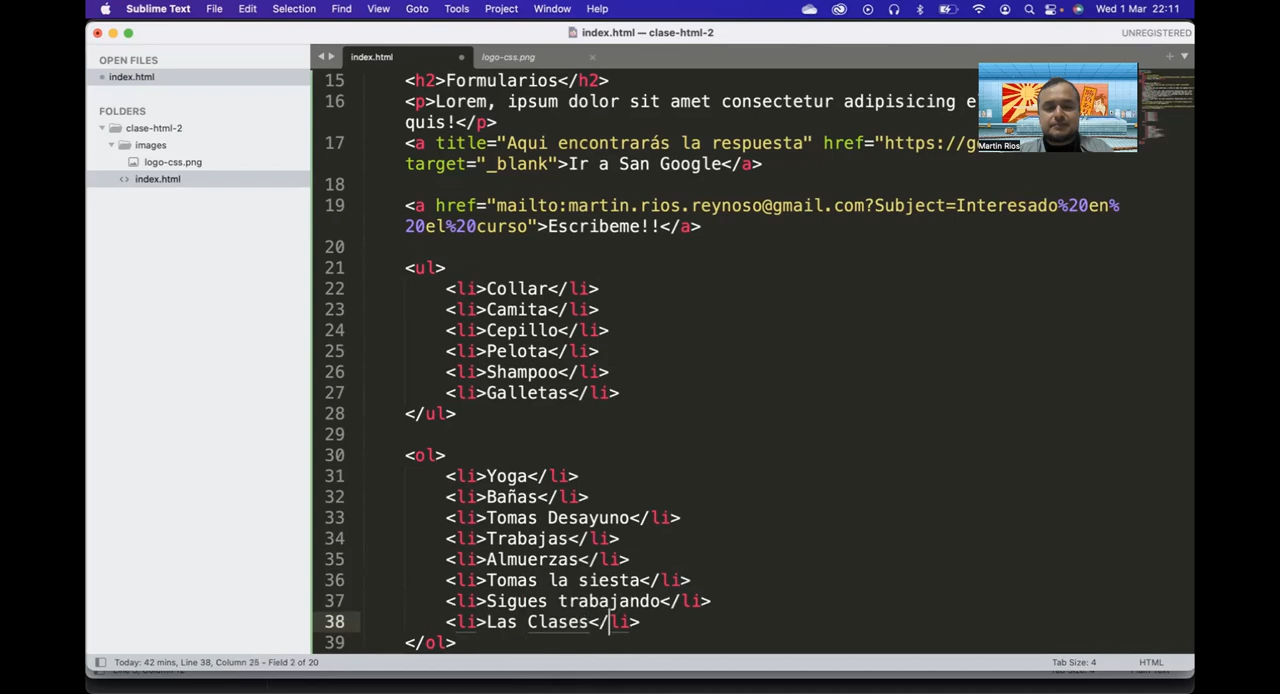 Sublime Text File Edit Selection Find View Goto Tools Project Window Help Wed 1 Mar 22:11
index.html — clase-html-2 UNREGISTERED
OPEN FILES
index.html
FOLDERS
clase-html-2
images
logo-css.png
index.html
index.html logo-css.png
15 <h2>Formularios</h2>
16 <p>Lorem, ipsum dolor sit amet consectetur adipisicing e
quis!</p>
17 <a title="Aqui encontrarás la respuesta" href="https://g
target="_blank">Ir a San Google</a>
18
19 <a href="mailto:martin.rios.reynoso@gmail.com?Subject=Interesado%20en%
20el%20curso">Escribeme!!</a>
20
21 <ul>
22 <li>Collar</li>
23 <li>Camita</li>
24 <li>Cepillo</li>
25 <li>Pelota</li>
26 <li>Shampoo</li>
27 <li>Galletas</li>
28 </ul>
29
30 <ol>
31 <li>Yoga</li>
32 <li>Bañas</li>
33 <li>Tomas Desayuno</li>
34 <li>Trabajas</li>
35 <li>Almuerzas</li>
36 <li>Tomas la siesta</li>
37 <li>Sigues trabajando</li>
38 <li>Las Clases</li>
39 </ol>
Martin Rios
Today: 42 mins, Line 38, Column 25 - Field 2 of 20 Tab Size: 4 HTML